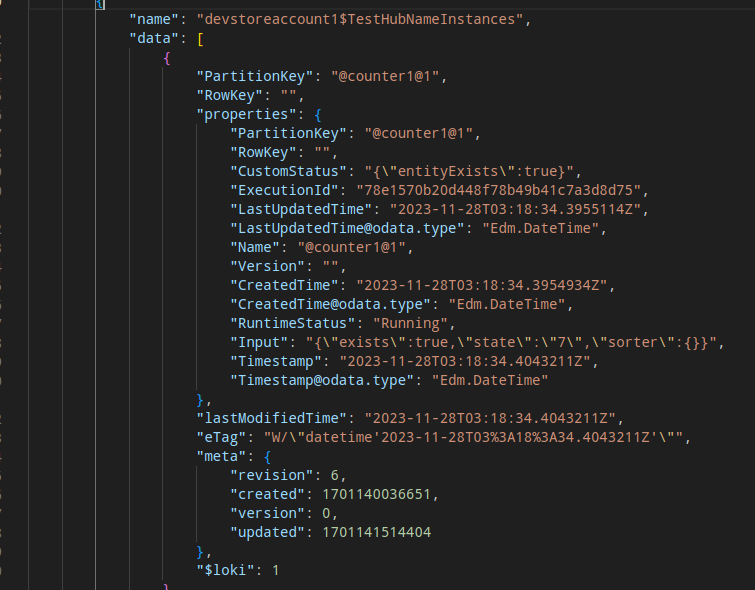 {
"name": "devstoreaccount1$TestHubNameInstances",
"data": [
{
"PartitionKey": "@counter1@1",
"RowKey": "",
"properties": {
"PartitionKey": "@counter1@1",
"RowKey": "",
"CustomStatus": "{\"entityExists\":true}",
"ExecutionId": "78e1570b20d448f78b49b41c7a3d8d75",
"LastUpdatedTime": "2023-11-28T03:18:34.3955114Z",
"LastUpdatedTime@odata.type": "Edm.DateTime",
"Name": "@counter1@1",
"Version": "",
"CreatedTime": "2023-11-28T03:18:34.3954934Z",
"CreatedTime@odata.type": "Edm.DateTime",
"RuntimeStatus": "Running",
"Input": "{\"exists\":true,\"state\":\"7\",\"sorter\":{}}",
"Timestamp": "2023-11-28T03:18:34.4043211Z",
"Timestamp@odata.type": "Edm.DateTime"
},
"lastModifiedTime": "2023-11-28T03:18:34.4043211Z",
"eTag": "W/\"datetime'2023-11-28T03%3A18%3A34.4043211Z'\"",
"meta": {
"revision": 6,
"created": 1701140036651,
"version": 0,
"updated": 1701141514404
},
"$loki": 1
}